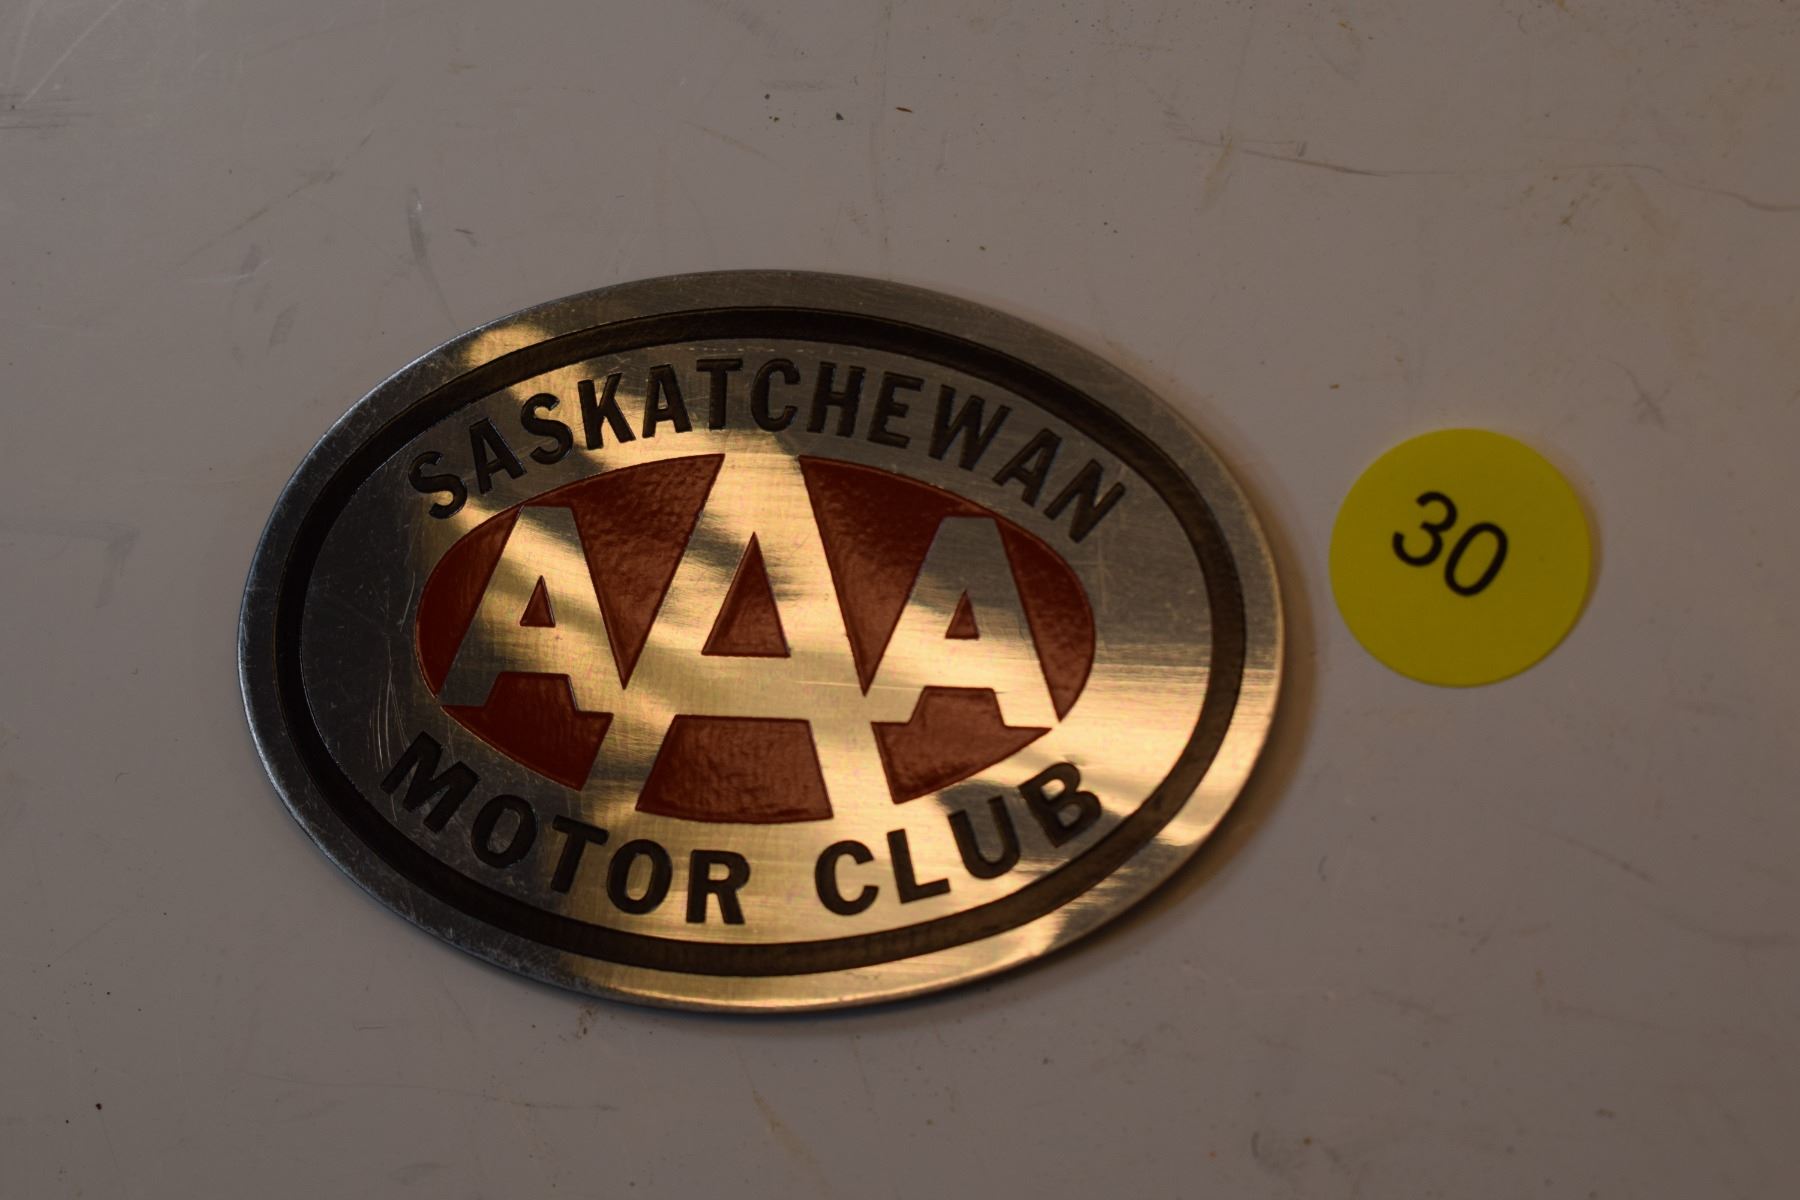 SASKATCHEWAN
AAA
MOTOR CLUB
30